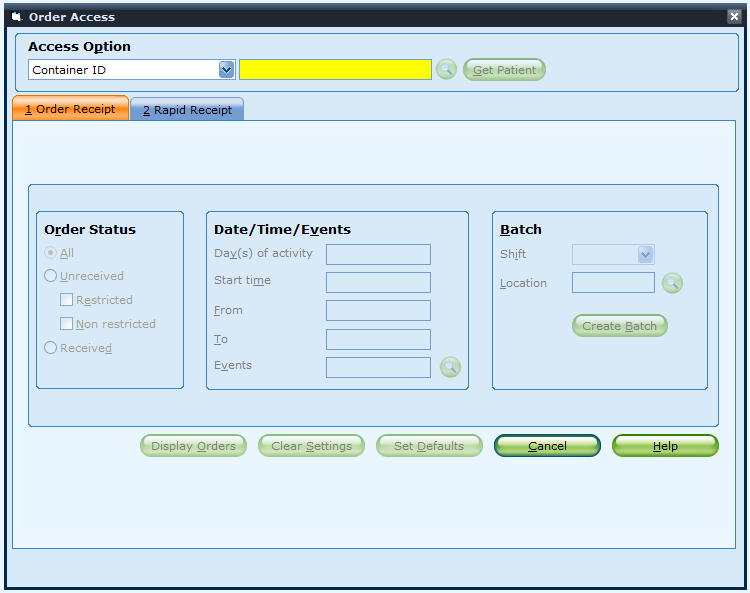 Order Access
Access Option
Container ID
Get Patient
1 Order Receipt
2 Rapid Receipt
Order Status
All
Unreceived
Restricted
Non restricted
Received
Date/Time/Events
Day(s) of activity
Start time
From
To
Events
Batch
Shift
Location
Create Batch
Display Orders
Clear Settings
Set Defaults
Cancel
Help